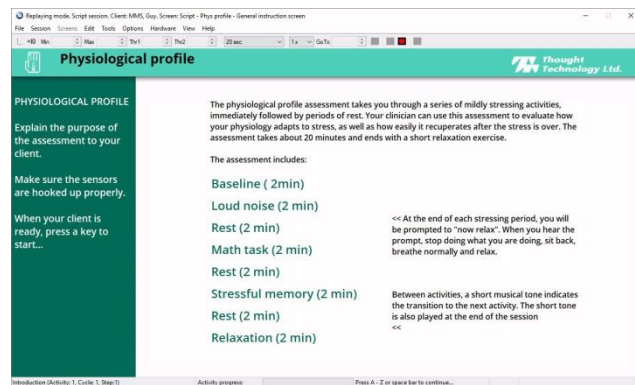 Replaying mode. Script session. Client: MMS, Guy. Screen: Script - Phys profile - General instruction screen
File Session Screens Edit Tools Options Hardware View Help
Min Max Thr1 Thr2 20 sec 1x GoTo
Physiological profile
Thought
Technology Ltd.
PHYSIOLOGICAL PROFILE
Explain the purpose of
the assessment to your
client.
Make sure the sensors
are hooked up properly.
When your client is
ready, press a key to
start...
The physiological profile assessment takes you through a series of mildly stressing activities,
immediately followed by periods of rest. Your clinician can use this assessment to evaluate how
your physiology adapts to stress, as well as how easily it recuperates after the stress is over. The
assessment takes about 20 minutes and ends with a short relaxation exercise.
The assessment includes:
Baseline ( 2min)
Loud noise (2 min)
Rest (2 min)
Math task (2 min)
Rest (2 min)
Stressful memory (2 min)
Rest (2 min)
Relaxation (2 min)
<< At the end of each stressing period, you will
be prompted to "now relax". When you hear the
prompt, stop doing what you are doing, sit back,
breathe normally and relax.
Between activities, a short musical tone indicates
the transition to the next activity. The short tone
is also played at the end of the session
<<
Introduction (Activity: 1, Cycle: 1, Step:1) Activity progress Press A - Z or space bar to continue...